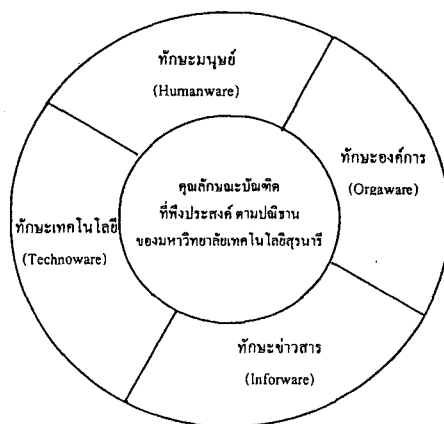 ทักษะมนุษย์
(Humanware)
ทักษะองค์การ
(Orgaware)
คุณลักษณะบัณฑิต
ที่พึงประสงค์ ตามปณิธาน
ของมหาวิทยาลัยเทคโนโลยีสุรนารี
ทักษะเทคโนโลยี
(Technoware)
ทักษะข่าวสาร
(Inforware)